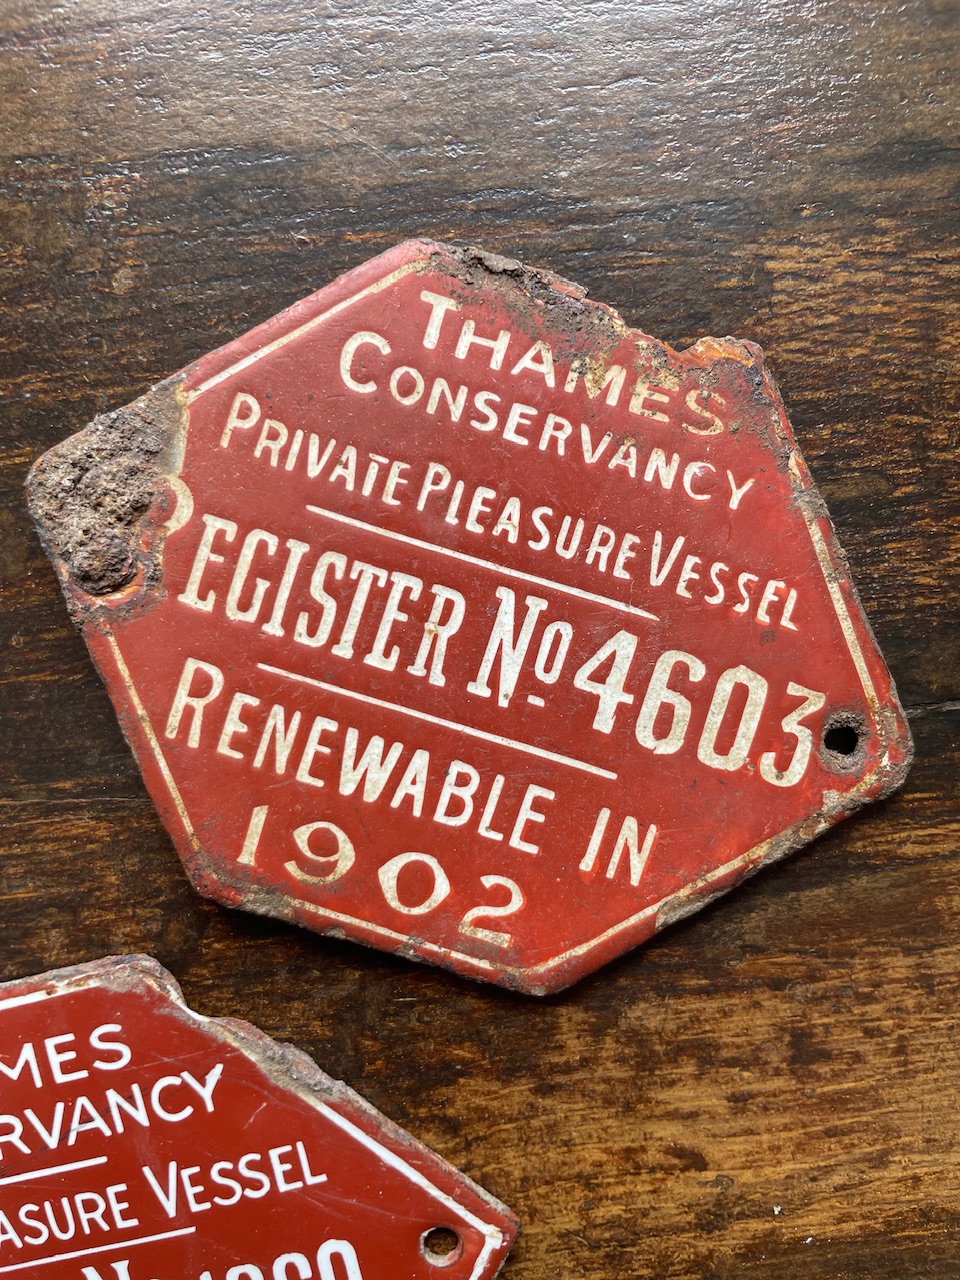 THAMES
CONSERVANCY
PRIVATE PLEASURE VESSEL
REGISTER No 4603
RENEWABLE IN
1902
MES
RVANCY
ASURE VESSEL